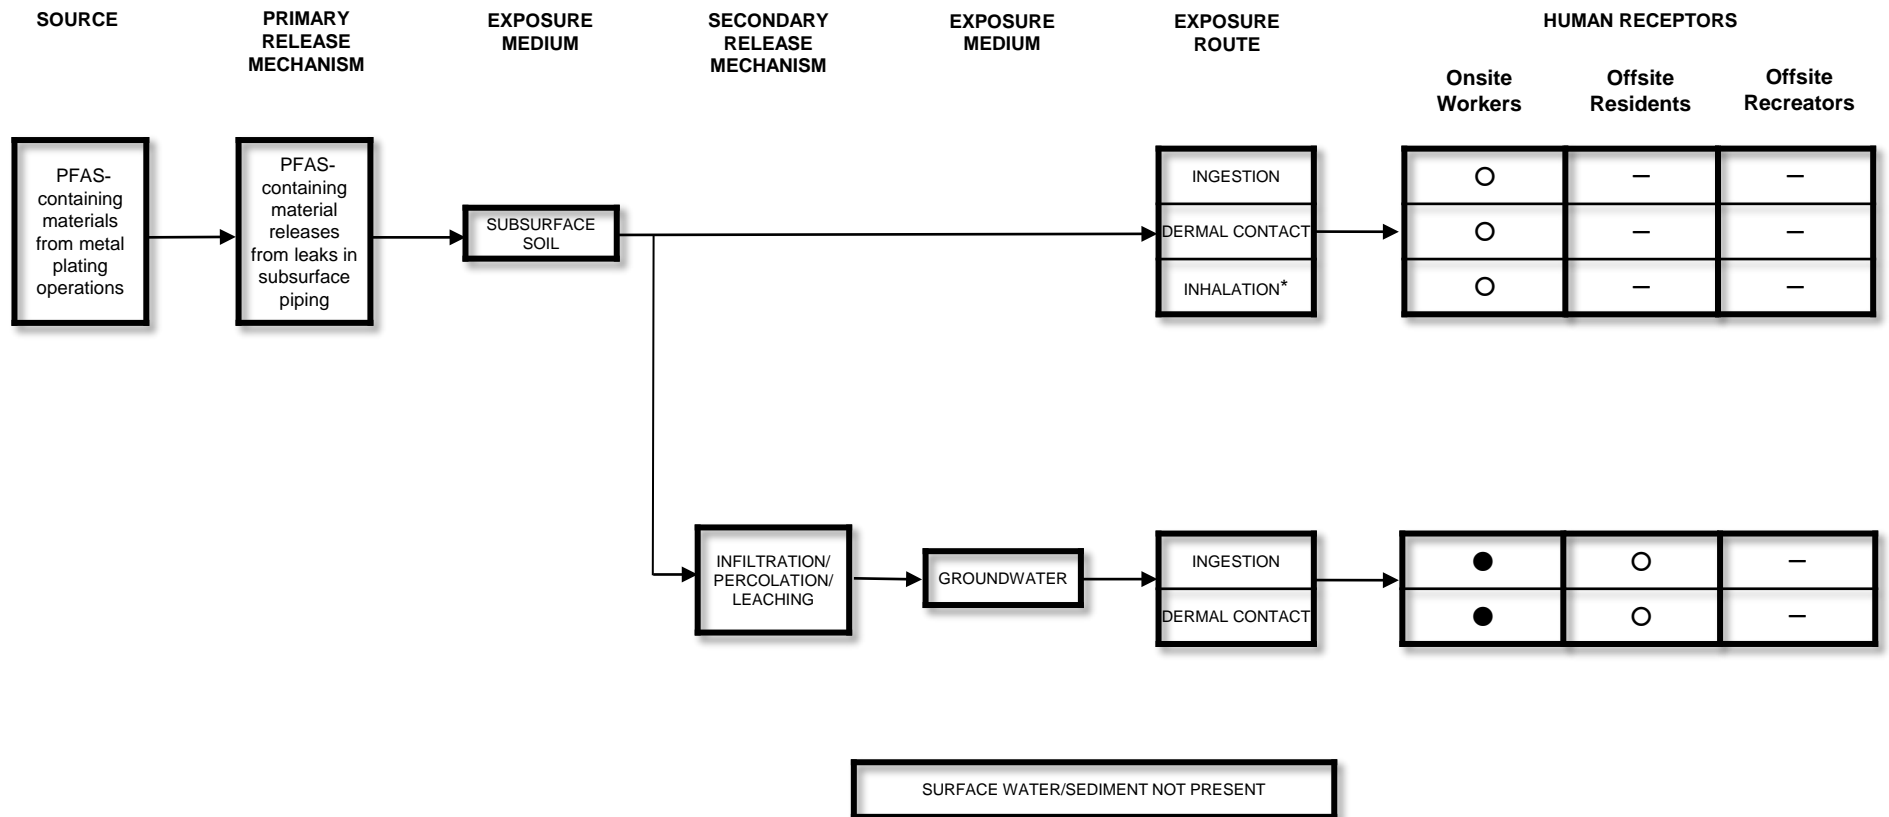 SOURCE
PRIMARY
RELEASE
MECHANISM
EXPOSURE
MEDIUM
SECONDARY
RELEASE
MECHANISM
EXPOSURE
MEDIUM
EXPOSURE
ROUTE
HUMAN RECEPTORS
Onsite
Workers
Offsite
Residents
Offsite
Recreators
PFAS-
containing
materials
from metal
plating
operations
PFAS-
containing
material
releases
from leaks in
subsurface
piping
SUBSURFACE
SOIL
INGESTION
– –
DERMAL CONTACT
– –
INHALATION*
– –
INFILTRATION/
PERCOLATION/
LEACHING
GROUNDWATER
INGESTION
–
DERMAL CONTACT
–
SURFACE WATER/SEDIMENT NOT PRESENT